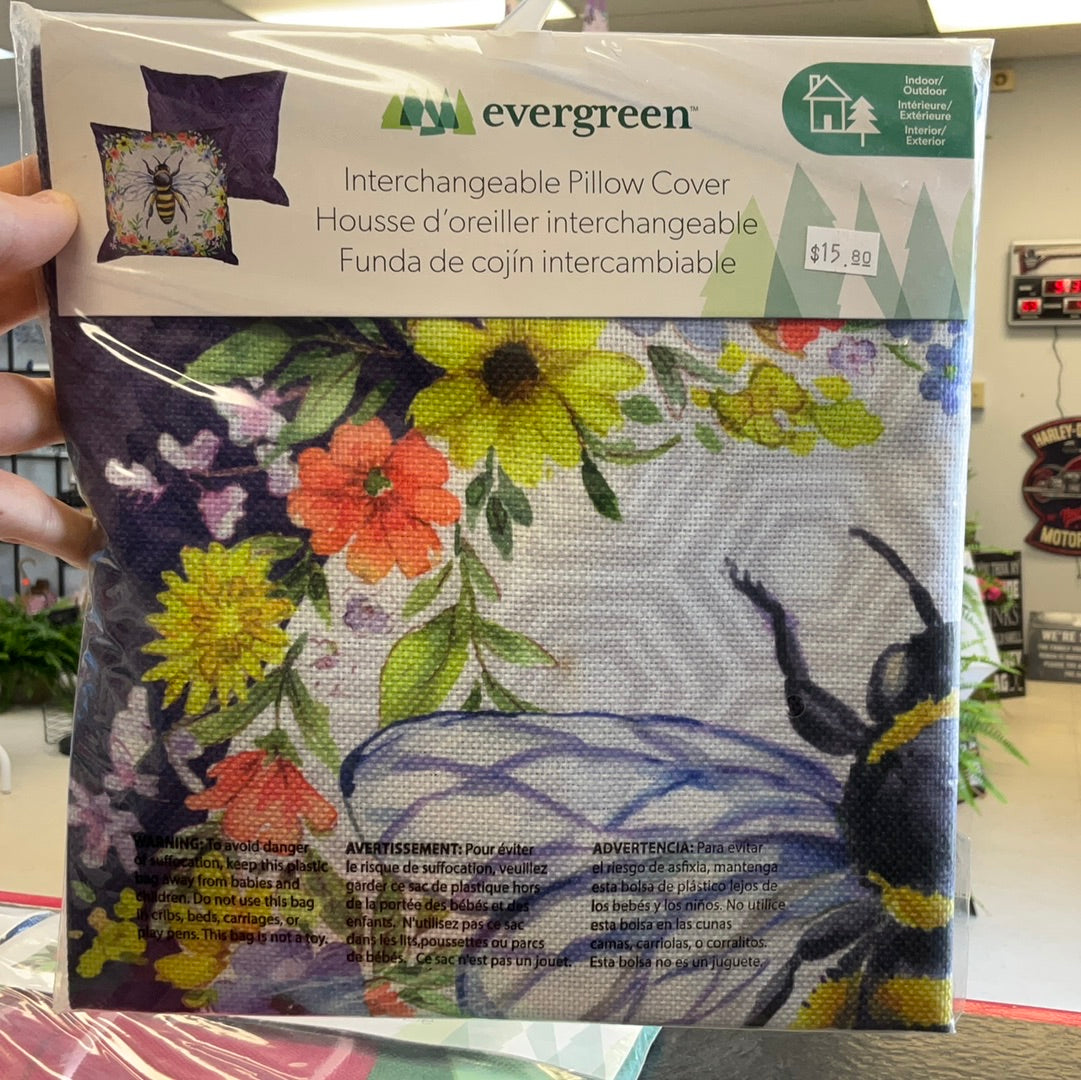 evergreen™
Indoor/
Outdoor
Intérieure/
Extérieure
Interior/
Exterior
Interchangeable Pillow Cover
Housse d'oreiller interchangeable
Funda de cojín intercambiable
$15.80
HARLEY-
MOTOR
WE'RE
WARNING: To avoid danger
of suffocation, keep this plastic
bag away from babies and
children. Do not use this bag
in cribs, beds, carriages, or
play pens. This bag is not a toy.
AVERTISSEMENT: Pour éviter
le risque de suffocation, veuillez
garder ce sac de plastique hors
de la portée des bébés et des
enfants. N'utilisez pas ce sac
dans les lits,poussettes ou parcs
de bébés. Ce sac n'est pas un jouet.
ADVERTENCIA: Para evitar
el riesgo de asfixia, mantenga
esta bolsa de plástico lejos de
los bebés y los niños. No utilice
esta bolsa en las cunas
camas, carriolas, o corralitos.
Esta bolsa no es un juguete.